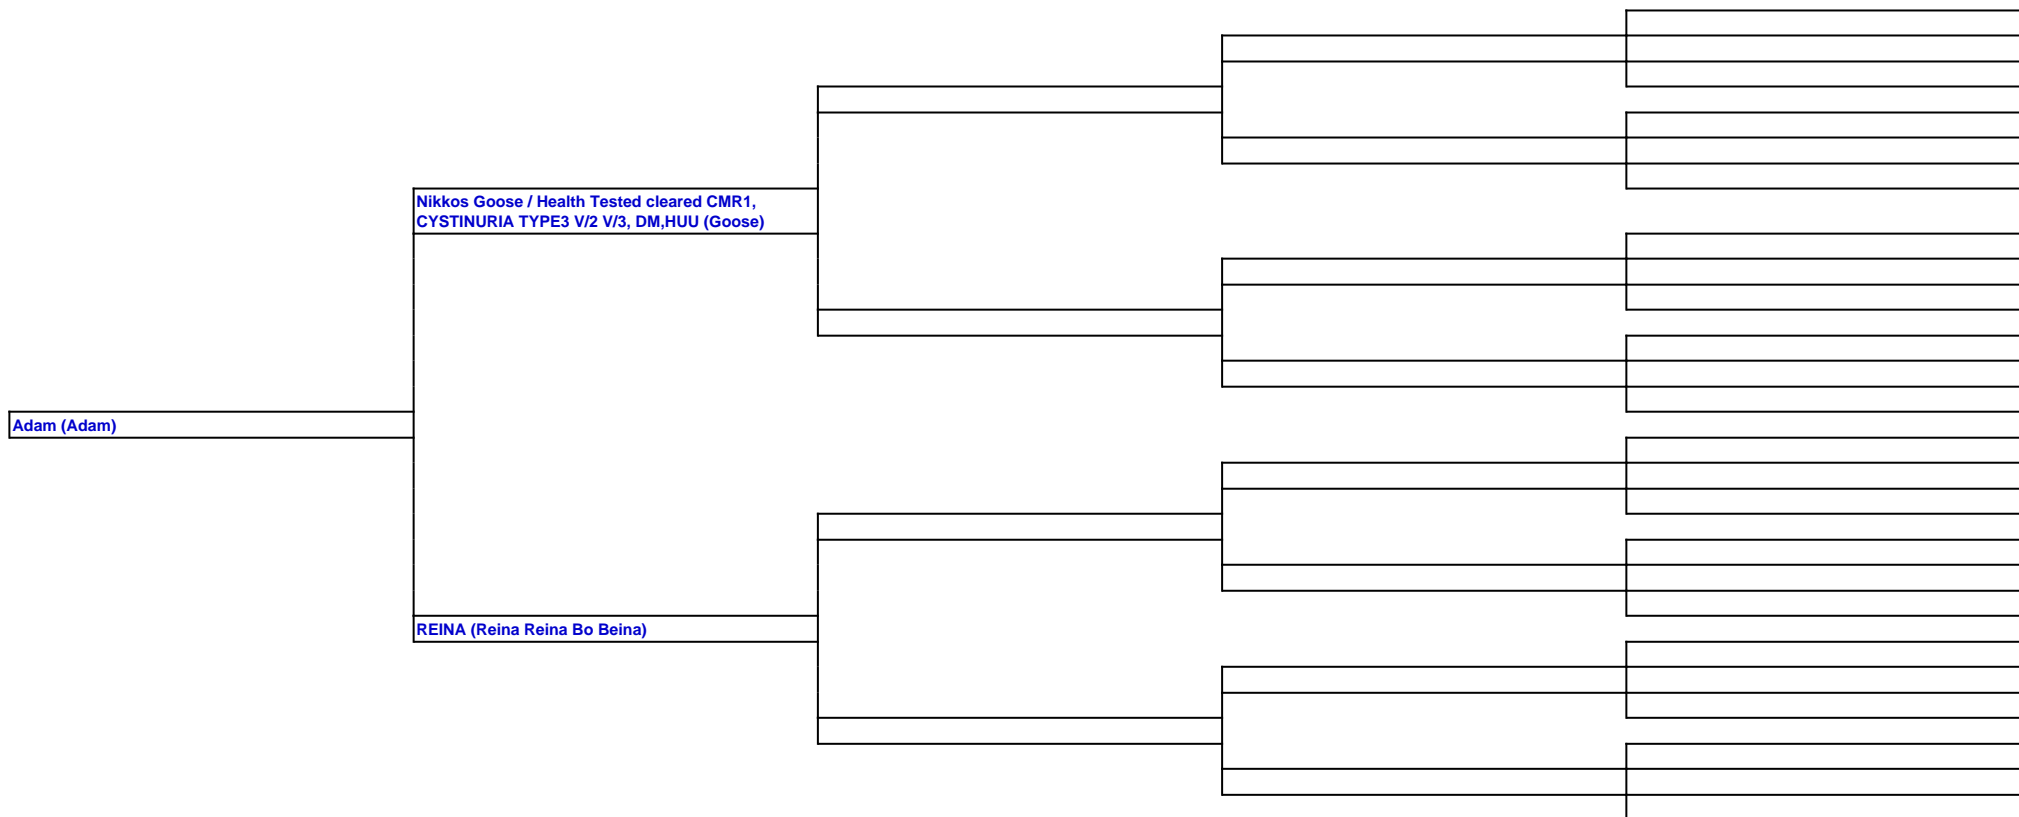 Nikkos Goose / Health Tested cleared CMR1,
CYSTINURIA TYPE3 V/2 V/3, DM,HUU (Goose)
Adam (Adam)
REINA (Reina Reina Bo Beina)